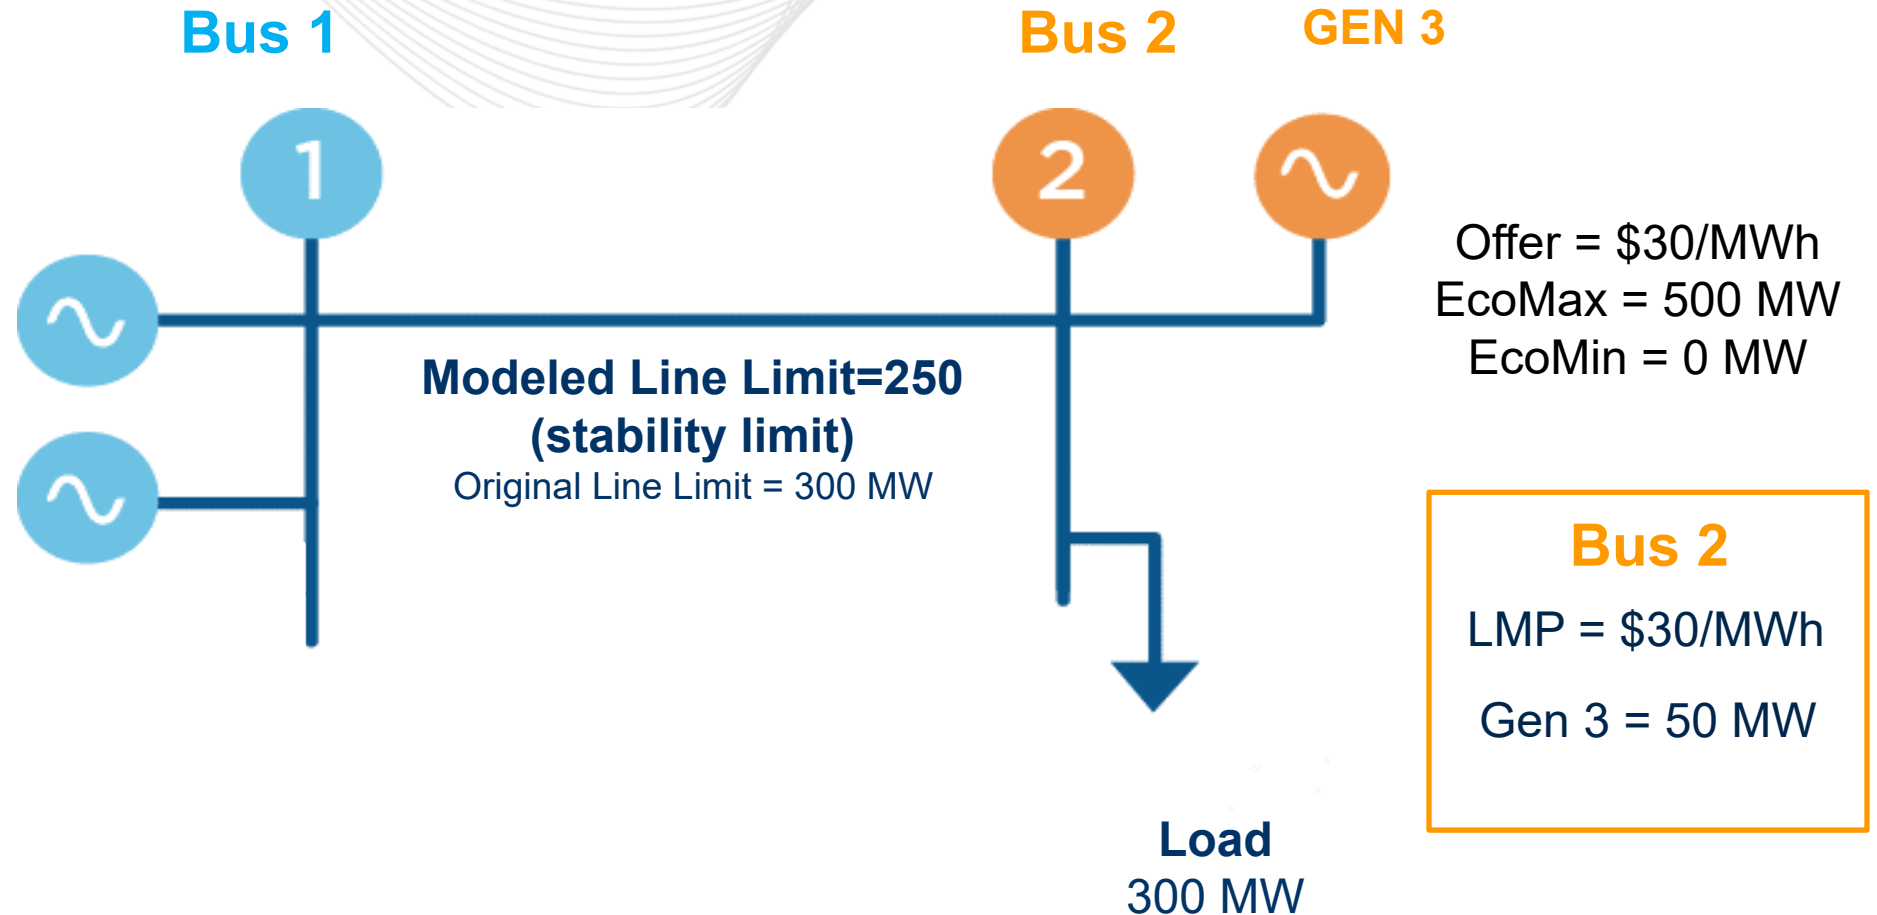 Bus 1
Bus 2
GEN 3
1
2
Offer = $30/MWh
EcoMax = 500 MW
EcoMin = 0 MW
Modeled Line Limit=250
(stability limit)
Original Line Limit = 300 MW
Bus 2
LMP = $30/MWh
Gen 3 = 50 MW
Load
300 MW